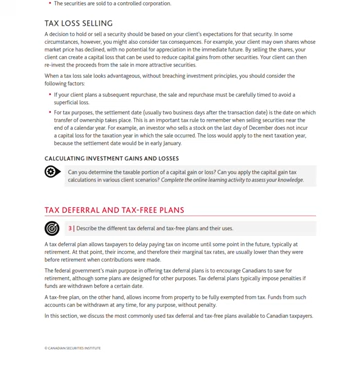 • The securities are sold to a controlled corporation.
TAX LOSS SELLING
A decision to hold or sell a security should be based on your client's expectations for that security. In some
circumstances, however, you might also consider tax consequences. For example, your client may own shares whose
market price has declined, with no potential for appreciation in the immediate future. By selling the shares, your
client can create a capital loss that can be used to reduce capital gains from other securities. Your client can then
re-invest the proceeds from the sale in more attractive securities.
When a tax loss sale looks advantageous, without breaching investment principles, you should consider the
following factors:
• If your client plans a subsequent repurchase, the sale and repurchase must be carefully timed to avoid a
superficial loss.
• For tax purposes, the settlement date (usually two business days after the transaction date) is the date on which
transfer of ownership takes place. This is an important tax rule to remember when selling securities near the
end of a calendar year. For example, an investor who sells a stock on the last day of December does not incur
a capital loss for the taxation year in which the sale occurred. The loss would apply to the next taxation year,
because the settlement date would be in early January.
CALCULATING INVESTMENT GAINS AND LOSSES
Can you determine the taxable portion of a capital gain or loss? Can you apply the capital gain tax
calculations in various client scenarios? Complete the online learning activity to assess your knowledge.
TAX DEFERRAL AND TAX-FREE PLANS
3 | Describe the different tax deferral and tax-free plans and their uses.
A tax deferral plan allows taxpayers to delay paying tax on income until some point in the future, typically at
retirement. At that point, their income, and therefore their marginal tax rates, are usually lower than they were
before retirement when contributions were made.
The federal government's main purpose in offering tax deferral plans is to encourage Canadians to save for
retirement, although some plans are designed for other purposes. Tax deferral plans typically impose penalties if
funds are withdrawn before a certain date.
A tax-free plan, on the other hand, allows income from property to be fully exempted from tax. Funds from such
accounts can be withdrawn at any time, for any purpose, without penalty.
In this section, we discuss the most commonly used tax deferral and tax-free plans available to Canadian taxpayers.
© CANADIAN SECURITIES INSTITUTE